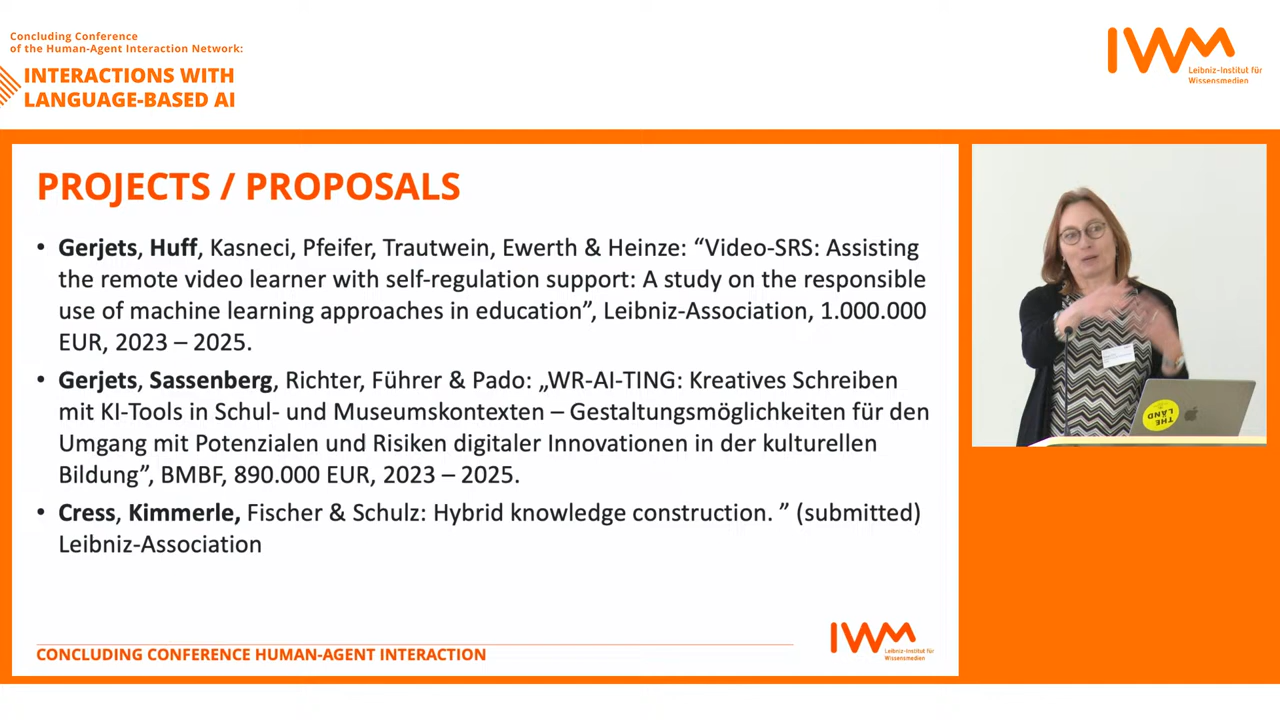 Concluding Conference
of the Human-Agent Interaction Network:
INTERACTIONS WITH
LANGUAGE-BASED AI
IWM
Leibniz-Institut für
Wissensmedien
PROJECTS / PROPOSALS
• Gerjets, Huff, Kasneci, Pfeifer, Trautwein, Ewerth & Heinze: “Video-SRS: Assisting
the remote video learner with self-regulation support: A study on the responsible
use of machine learning approaches in education”, Leibniz-Association, 1.000.000
EUR, 2023 – 2025.
• Gerjets, Sassenberg, Richter, Führer & Pado: „WR-AI-TING: Kreatives Schreiben
mit KI-Tools in Schul- und Museumskontexten – Gestaltungsmöglichkeiten für den
Umgang mit Potenzialen und Risiken digitaler Innovationen in der kulturellen
Bildung”, BMBF, 890.000 EUR, 2023 – 2025.
• Cress, Kimmerle, Fischer & Schulz: Hybrid knowledge construction. ” (submitted)
Leibniz-Association
THE
LÄND
IWM
Leibniz-Institut für
Wissensmedien
CONCLUDING CONFERENCE HUMAN-AGENT INTERACTION